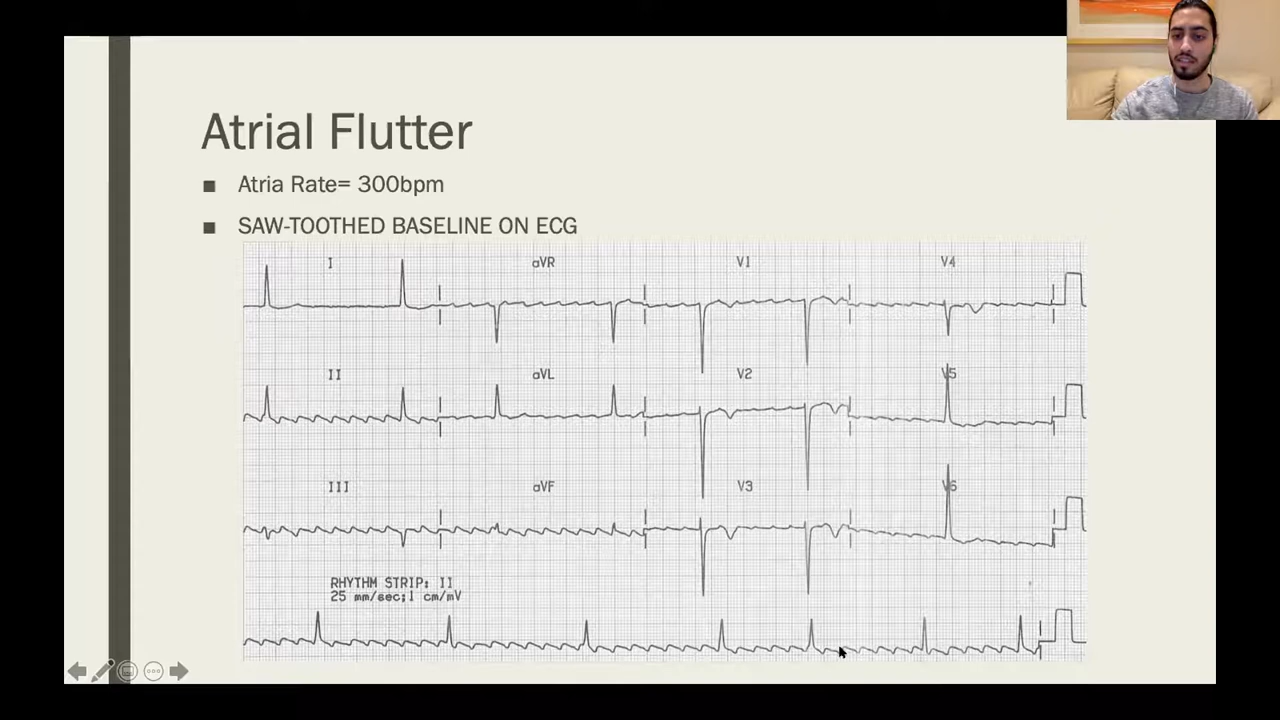 Atrial Flutter
■ Atria Rate= 300bpm
■ SAW-TOOTHED BASELINE ON ECG
I aVR V1 V4
II aVL V2 V5
III aVF V3 V6
RHYTHM STRIP: II
25 mm/sec;1 cm/mV